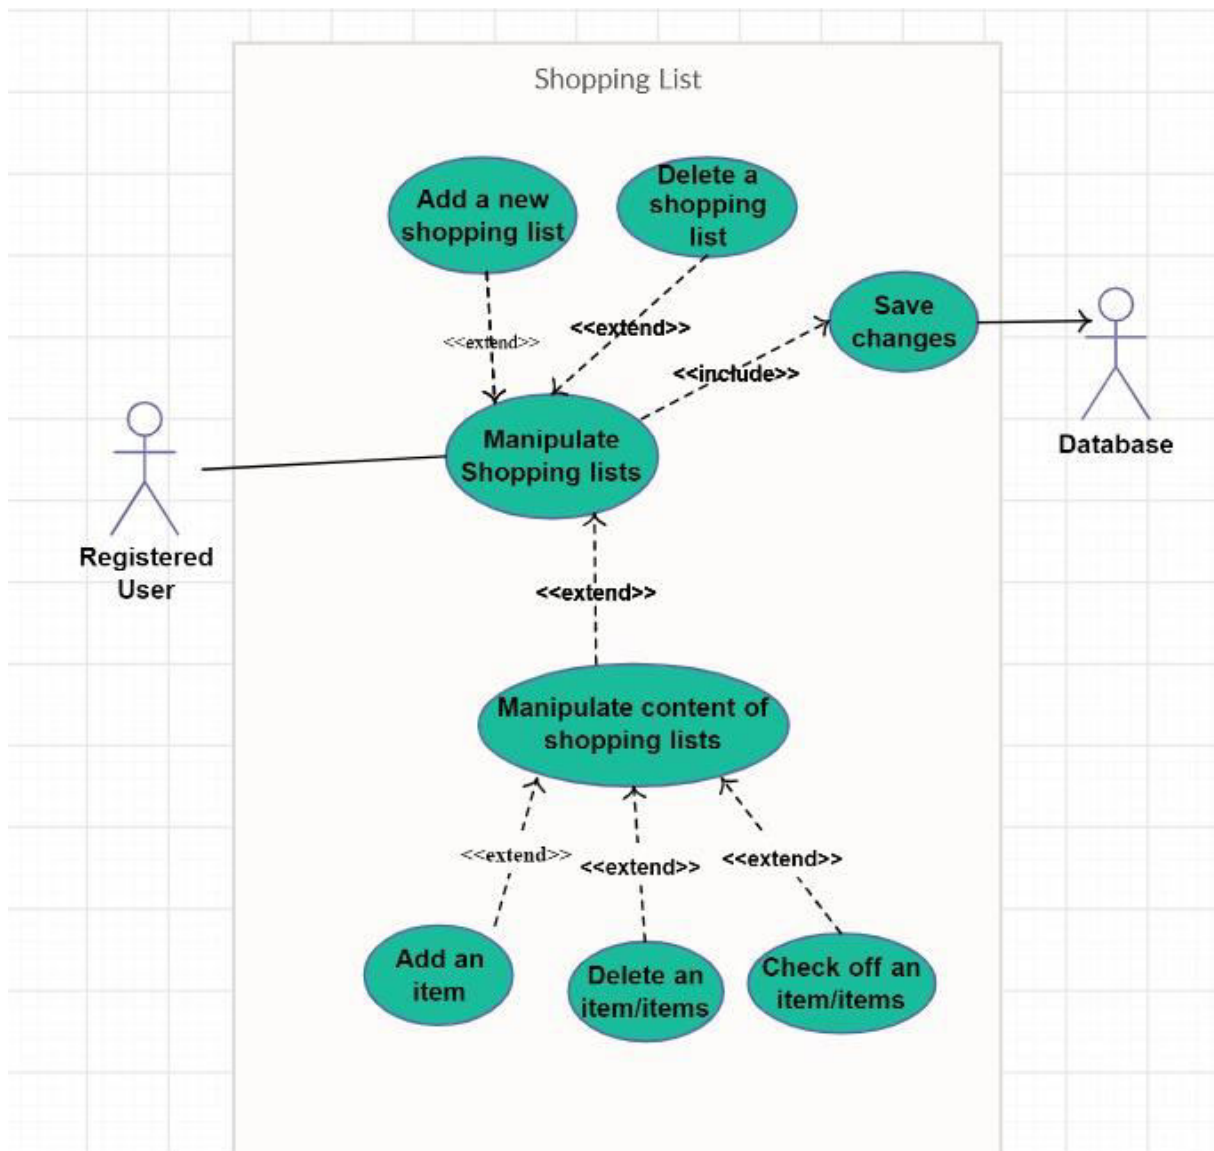 Shopping List
Add a new
shopping list
Delete a
shopping
list
<<extend>>
<<extend>>
<<include>>
Save
changes
Database
Manipulate
Shopping lists
Registered
User
<<extend>>
Manipulate content of
shopping lists
<<extend>>
<<extend>>
<<extend>>
Add an
item
Delete an
item/items
Check off an
item/items